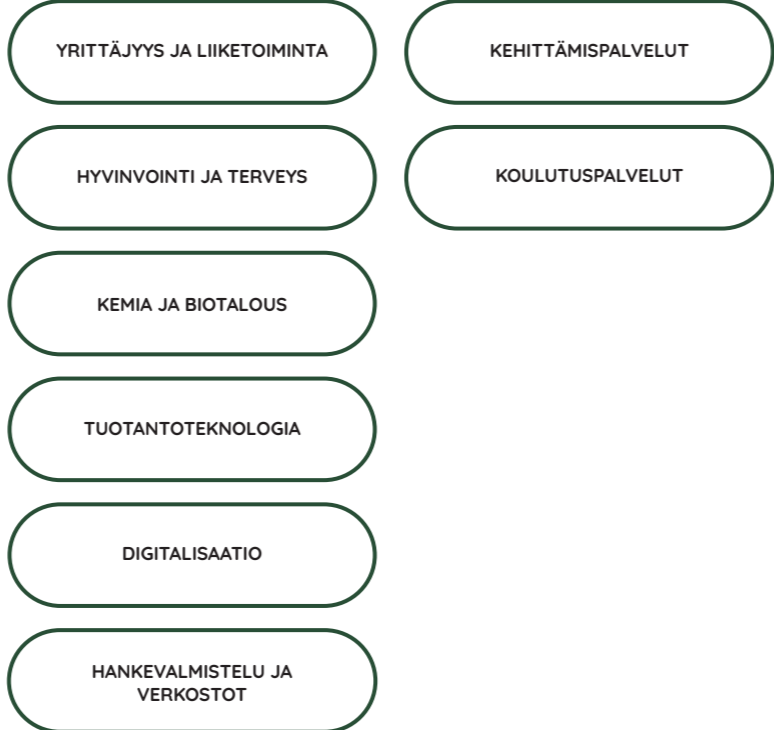 YRITTÄJYYS JA LIIKETOIMINTA
HYVINVOINTI JA TERVEYS
KEMIA JA BIOTALOUS
TUOTANTOTEKNOLOGIA
DIGITALISAATIO
HANKEVALMISTELU JA
VERKOSTOT
KEHITTÄMISPALVELUT
KOULUTUSPALVELUT